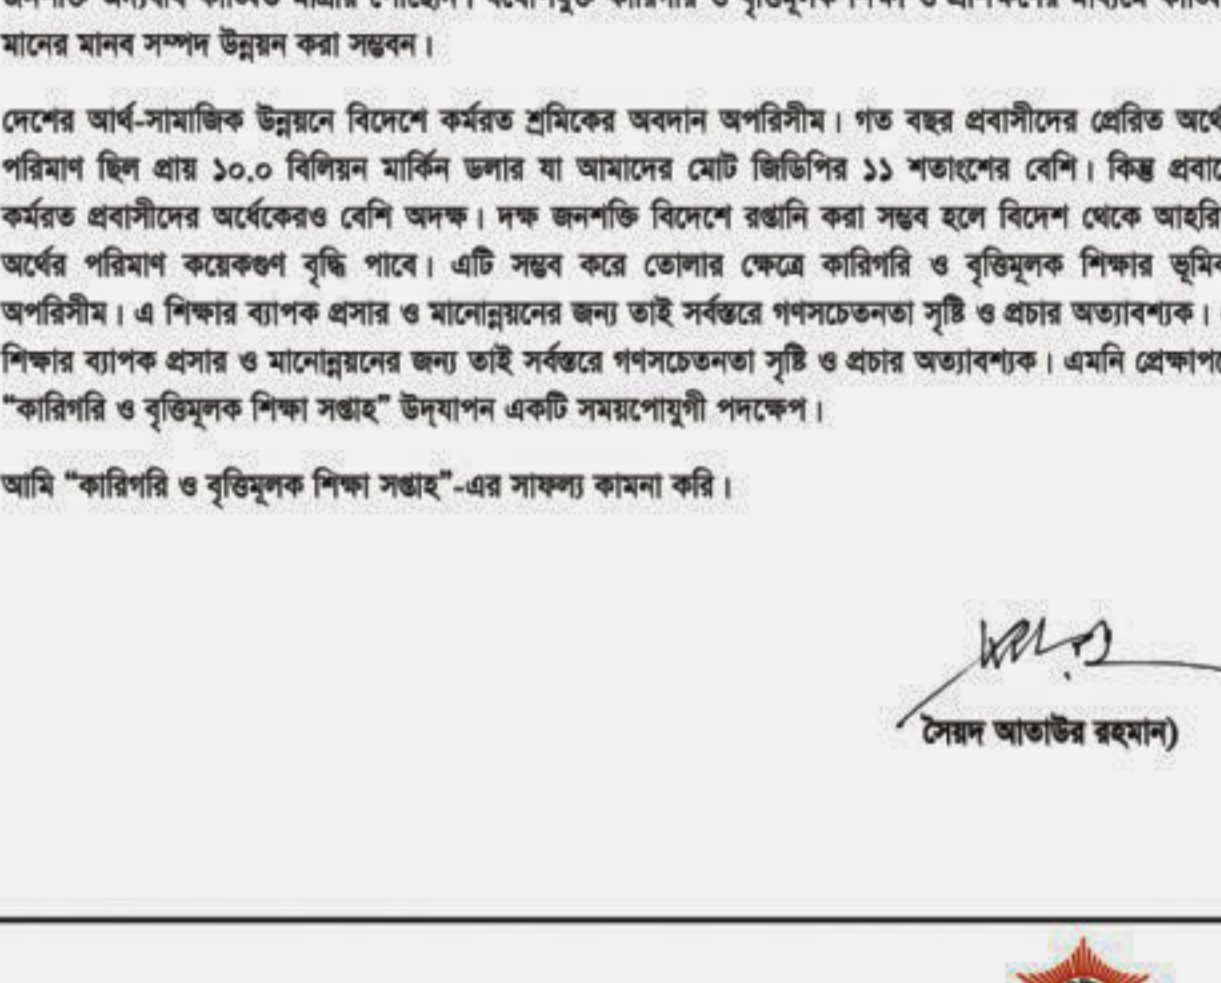 মানের মানব সম্পদ উন্নয়ন করা সম্ভবন।
দেশের আর্থ-সামাজিক উন্নয়নে বিদেশে কর্মরত শ্রমিকের অবদান অপরিসীম। গত বছর প্রবাসীদের প্রেরিত
পরিমাণ ছিল প্রায় ১০.০ বিলিয়ন মার্কিন ডলার যা আমাদের মোট জিডিপির ১১ শতাংশের বেশি। কিন্তু
কর্মরত প্রবাসীদের অর্ধেকেরও বেশি অদক্ষ। দক্ষ জনশক্তি বিদেশে রপ্তানি করা সম্ভব হলে বিদেশ থেকে
অর্থের পরিমাণ কয়েকগুণ বৃদ্ধি পাবে। এটি সম্ভব করে তোলার ক্ষেত্রে কারিগরি ও বৃত্তিমূলক শিক্ষার
অপরিসীম। এ শিক্ষার ব্যাপক প্রসার ও মানোন্নয়নের জন্য তাই সর্বস্তরে গণসচেতনতা সৃষ্টি ও প্রচার অত্যাবশ্যক।
শিক্ষার ব্যাপক প্রসার ও মানোন্নয়নের জন্য তাই সর্বস্তরে গণসচেতনতা সৃষ্টি ও প্রচার অত্যাবশ্যক। এমনি
“কারিগরি ও বৃত্তিমূলক শিক্ষা সপ্তাহ” উদ্‌যাপন একটি সময়পোযুগী পদক্ষেপ।
আমি “কারিগরি ও বৃত্তিমূলক শিক্ষা সপ্তাহ”-এর সাফল্য কামনা করি।
সৈয়দ আতাউর রহমান)